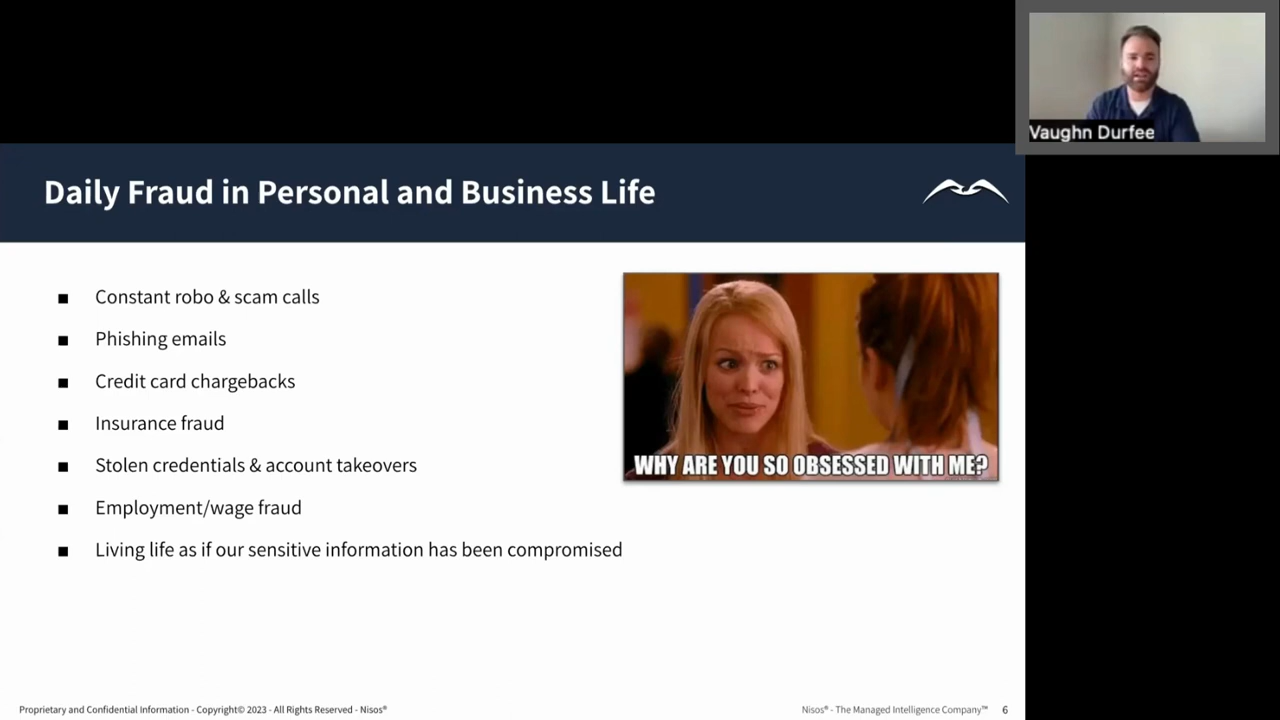 Vaughn Durfee
Daily Fraud in Personal and Business Life
Constant robo & scam calls
Phishing emails
Credit card chargebacks
Insurance fraud
Stolen credentials & account takeovers
Employment/wage fraud
Living life as if our sensitive information has been compromised
WHY ARE YOU SO OBSESSED WITH ME?
Proprietary and Confidential Information - Copyright© 2023 - All Rights Reserved - Nisos®
Nisos® - The Managed Intelligence Company™ 6